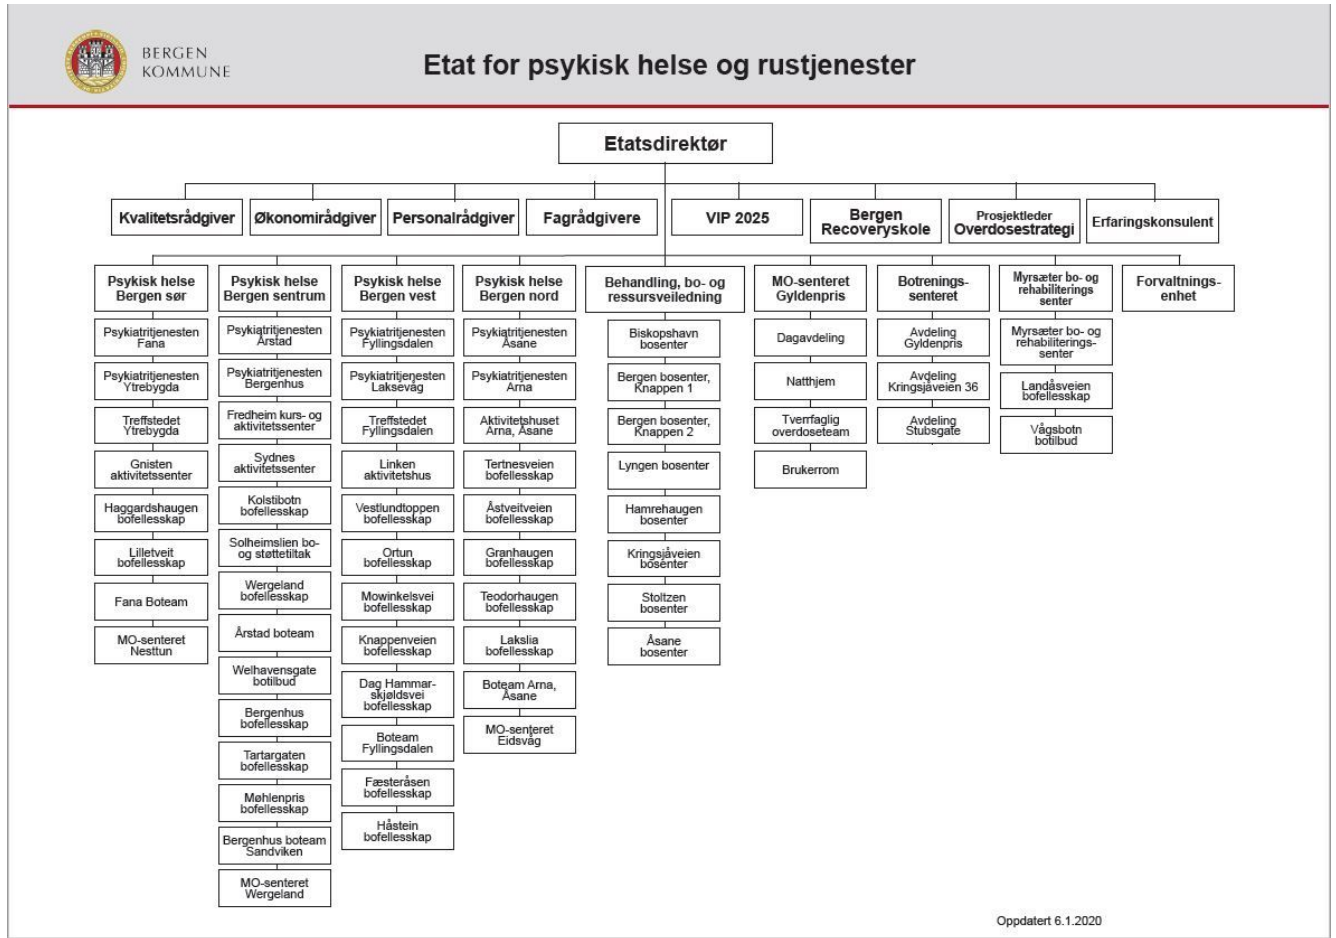 BERGEN
KOMMUNE
Etat for psykisk helse og rustjenester
Etatsdirektør
Kvalitetsrådgiver
Økonomirådgiver
Personalrådgiver
Fagrådgivere
VIP 2025
Bergen
Recoveryskole
Prosjektleder
Overdosestrategi
Erfaringskonsulent
Psykisk helse
Bergen sør
Psykiatritjenesten
Fana
Psykiatritjenesten
Ytrebygda
Treffstedet
Ytrebygda
Gnisten
aktivitetssenter
Haggardshaugen
bofellesskap
Lilletveit
bofellesskap
Fana Boteam
MO-senteret
Nesttun
Psykisk helse
Bergen sentrum
Psykiatritjenesten
Årstad
Psykiatritjenesten
Bergenhus
Fredheim kurs- og
aktivitetssenter
Sydnes
aktivitetssenter
Kolstibotn
bofellesskap
Solheimslien bo-
og støttetiltak
Wergeland
bofellesskap
Årstad boteam
Welhavensgate
botilbud
Bergenhus
bofellesskap
Tartargaten
bofellesskap
Møhlenpris
bofellesskap
Bergenhus boteam
Sandviken
MO-senteret
Wergeland
Psykisk helse
Bergen vest
Psykiatritjenesten
Fyllingsdalen
Psykiatritjenesten
Laksevåg
Treffstedet
Fyllingsdalen
Linken
aktivitetshus
Vestlundtoppen
bofellesskap
Ortun
bofellesskap
Mowinkelsvei
bofellesskap
Knappenveien
bofellesskap
Dag Hammar-
skjøldsvei
bofellesskap
Boteam
Fyllingsdalen
Fæsteråsen
bofellesskap
Håstein
bofellesskap
Psykisk helse
Bergen nord
Psykiatritjenesten
Åsane
Psykiatritjenesten
Arna
Aktivitetshuset
Arna, Åsane
Tertnesveien
bofellesskap
Åstveitveien
bofellesskap
Granhaugen
bofellesskap
Teodorhaugen
bofellesskap
Lakslia
bofellesskap
Boteam Arna,
Åsane
MO-senteret
Eidsvåg
Behandling, bo- og
ressursveiledning
Biskopshavn
bosenter
Bergen bosenter,
Knappen 1
Bergen bosenter,
Knappen 2
Lyngen bosenter
Hamrehaugen
bosenter
Kringsjåveien
bosenter
Stoltzen
bosenter
Åsane
bosenter
MO-senteret
Gyldenpris
Dagavdeling
Natthjem
Tverrfaglig
overdoseteam
Brukerrom
Botrenings-
senteret
Avdeling
Gyldenpris
Avdeling
Kringsjåveien 36
Avdeling
Stubsgate
Myrsæter bo- og
rehabiliterings
senter
Myrsæter bo- og
rehabiliterings-
senter
Landåsveien
bofellesskap
Vågsbotn
botilbud
Forvaltnings-
enhet
Oppdatert 6.1.2020